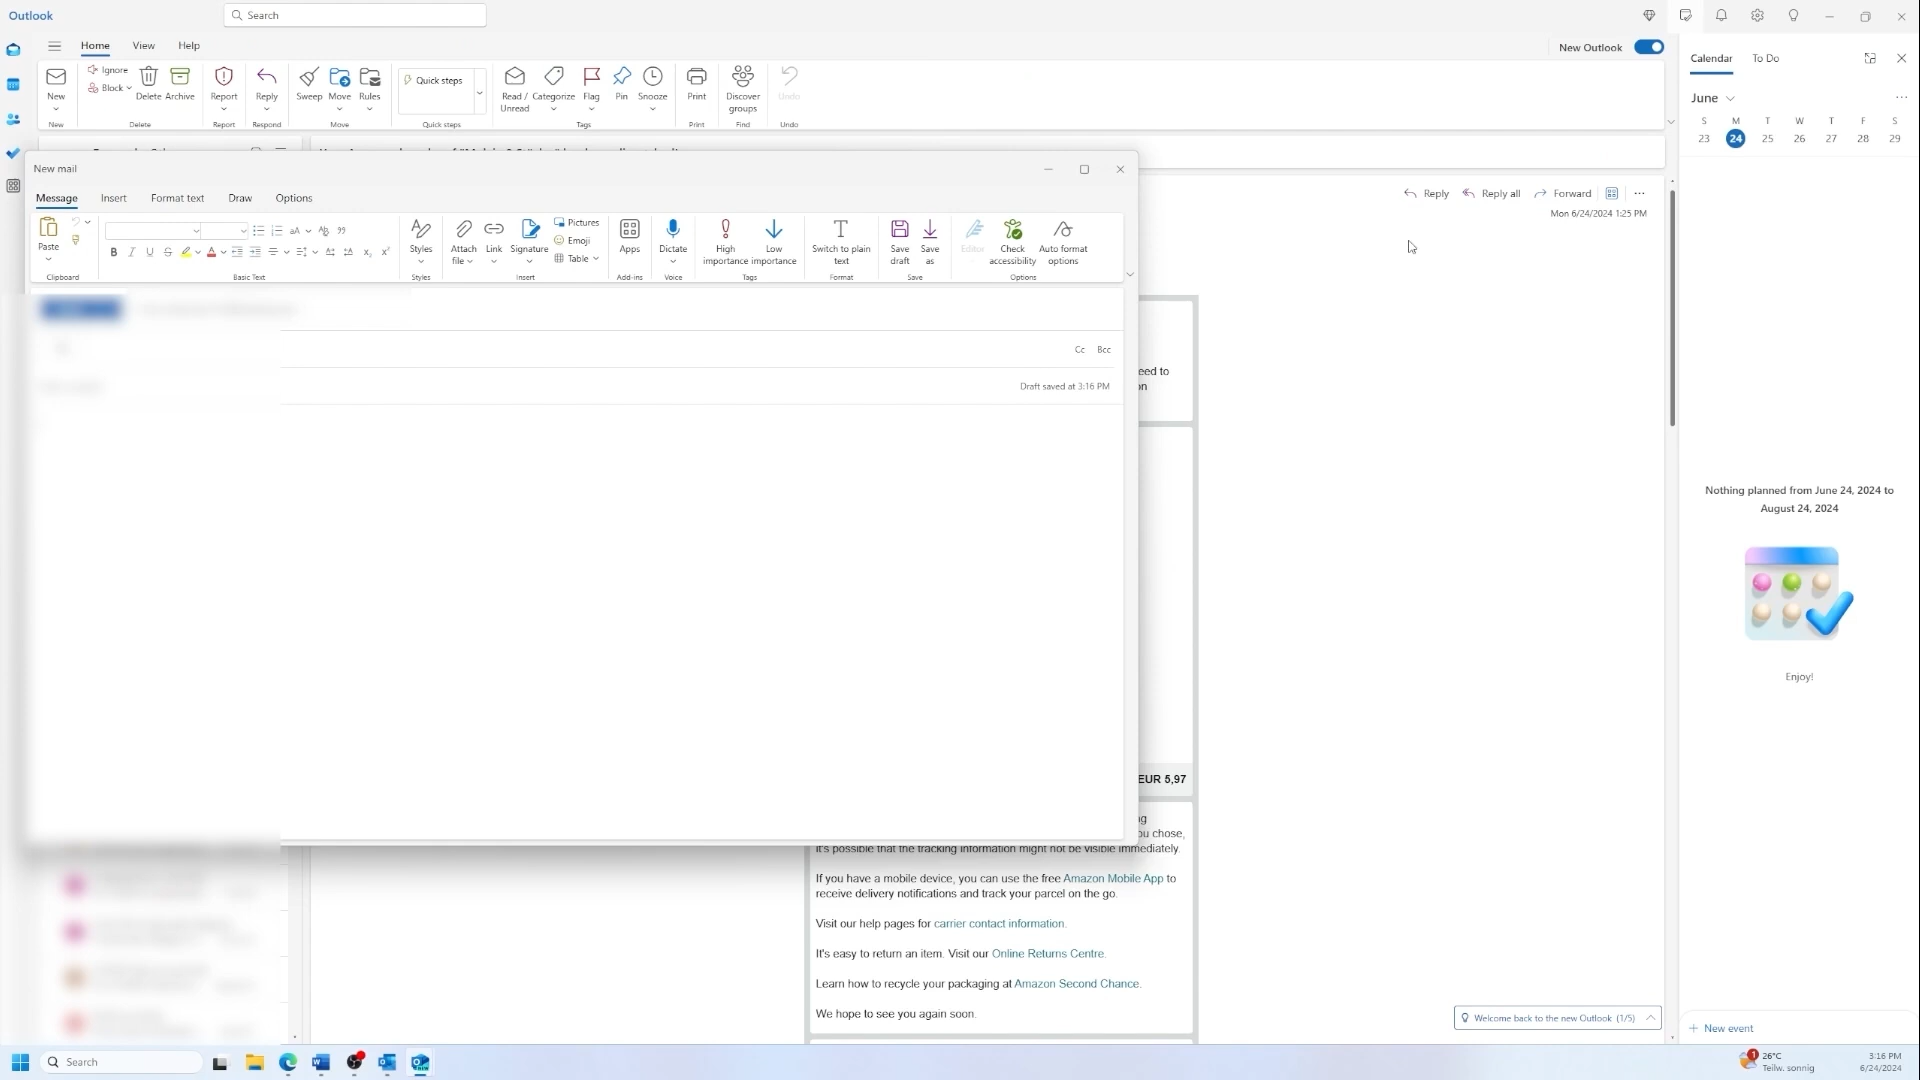 Outlook
Search
Home View Help
New Outlook
New
Ignore
Block
Delete Archive
Report
Reply
Sweep Move Rules
Quick steps
Read / Unread
Categorize
Flag Pin Snooze
Print
Discover groups
Undo
New Delete Report Respond Move Quick steps Tags Print Find Undo
Calendar To Do
June
S M T W T F S
23 24 25 26 27 28 29
Nothing planned from June 24, 2024 to
August 24, 2024
Enjoy!
New event
New mail
Message Insert Format text Draw Options
Paste
Styles
Attach file
Link
Signature
Pictures
Emoji
Table
Apps
Dictate
High importance
Low importance
Switch to plain text
Save draft
Save as
Editor
Check accessibility
Auto format options
Clipboard Basic Text Styles Insert Add-ins Voice Tags Format Save Options
Cc Bcc
Draft saved at 3:16 PM
Reply Reply all Forward
Mon 6/24/2024 1:25 PM
EUR 5,97
it's possible that the tracking information might not be visible immediately.
If you have a mobile device, you can use the free Amazon Mobile App to
receive delivery notifications and track your parcel on the go.
Visit our help pages for carrier contact information.
It's easy to return an item. Visit our Online Returns Centre.
Learn how to recycle your packaging at Amazon Second Chance.
We hope to see you again soon.
Welcome back to the new Outlook (1/5)
Search
1
26°C
Teilw. sonnig
3:16 PM
6/24/2024